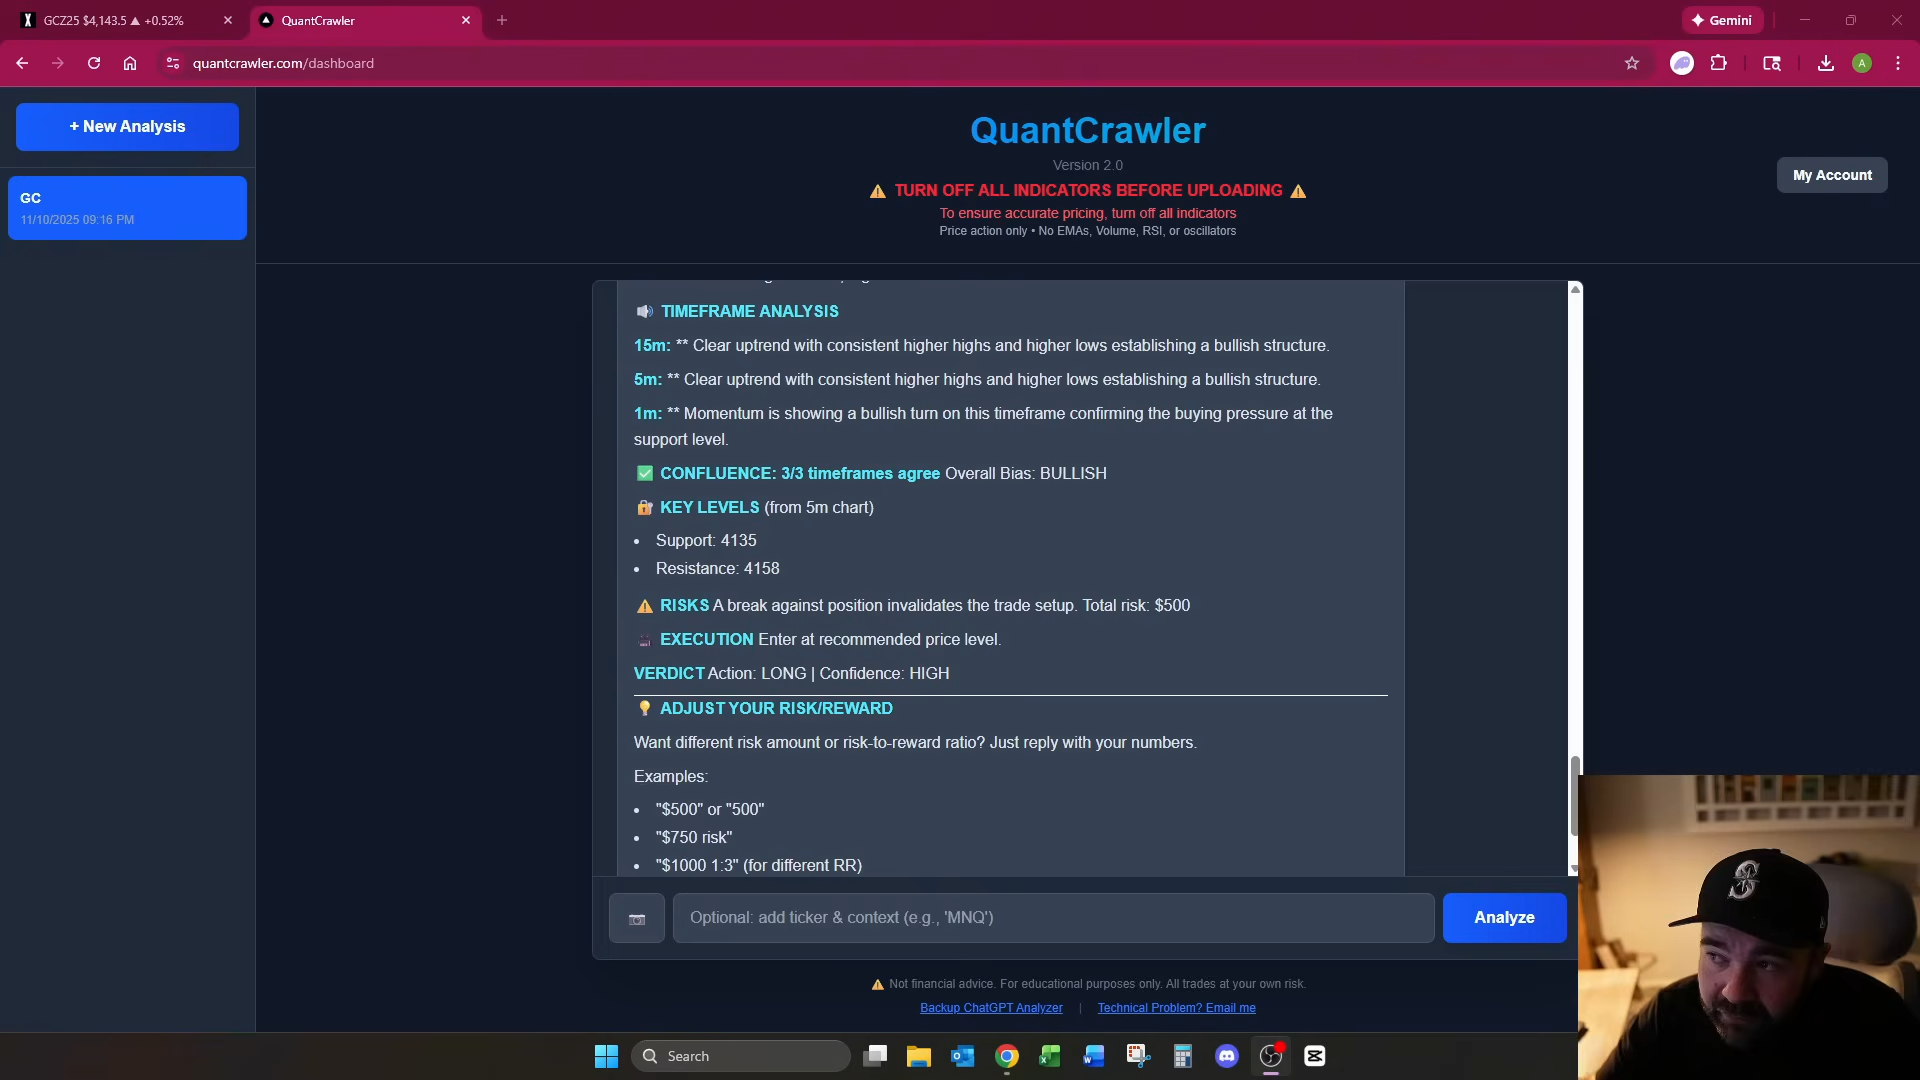 GCZ25 $4,143.5 ▲ +0.52%
QuantCrawler
Gemini
quantcrawler.com/dashboard
A
+ New Analysis
GC
11/10/2025 09:16 PM
QuantCrawler
Version 2.0
⚠️ TURN OFF ALL INDICATORS BEFORE UPLOADING ⚠️
To ensure accurate pricing, turn off all indicators
Price action only • No EMAs, Volume, RSI, or oscillators
My Account
TIMEFRAME ANALYSIS
15m: ** Clear uptrend with consistent higher highs and higher lows establishing a bullish structure.
5m: ** Clear uptrend with consistent higher highs and higher lows establishing a bullish structure.
1m: ** Momentum is showing a bullish turn on this timeframe confirming the buying pressure at the
support level.
✅ CONFLUENCE: 3/3 timeframes agree Overall Bias: BULLISH
KEY LEVELS (from 5m chart)
• Support: 4135
• Resistance: 4158
⚠️ RISKS A break against position invalidates the trade setup. Total risk: $500
EXECUTION Enter at recommended price level.
VERDICT Action: LONG | Confidence: HIGH
💡 ADJUST YOUR RISK/REWARD
Want different risk amount or risk-to-reward ratio? Just reply with your numbers.
Examples:
• "$500" or "500"
• "$750 risk"
• "$1000 1:3" (for different RR)
Optional: add ticker & context (e.g., 'MNQ')
Analyze
⚠️ Not financial advice. For educational purposes only. All trades at your own risk.
Backup ChatGPT Analyzer | Technical Problem? Email me
Search
S